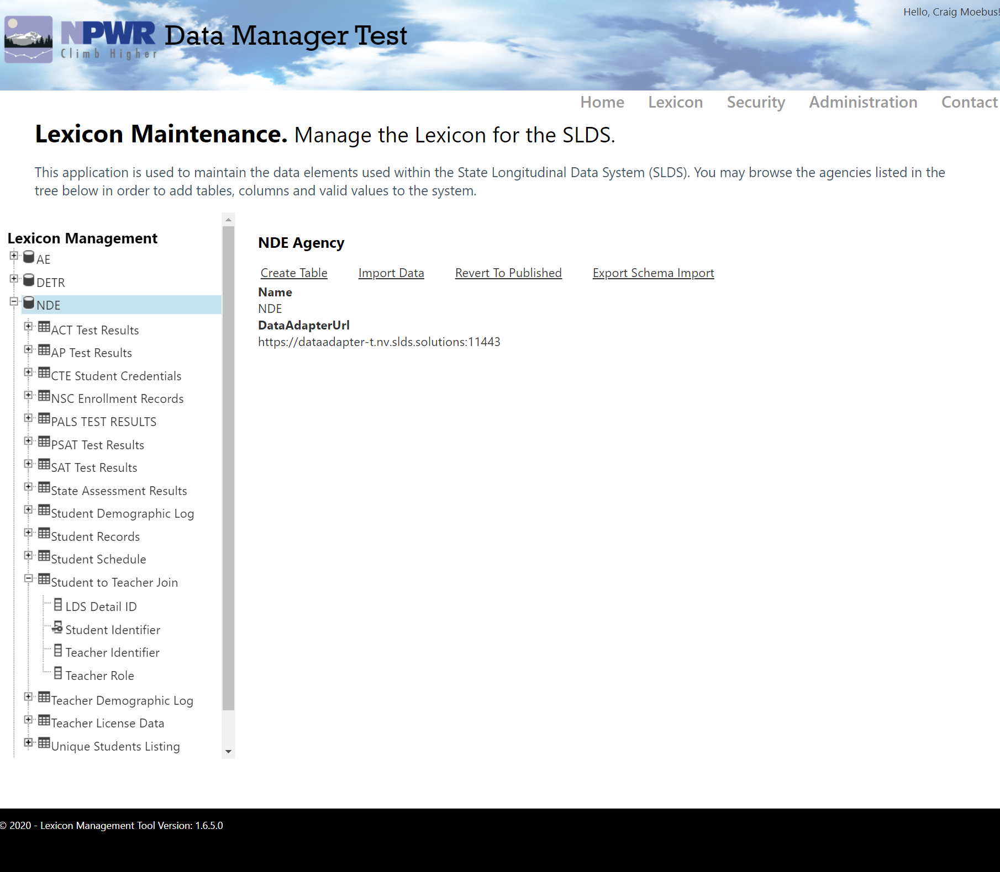 Hello, Craig Moebus!
NPWR Data Manager Test
Climb Higher
Home Lexicon Security Administration Contact
Lexicon Maintenance. Manage the Lexicon for the SLDS.
This application is used to maintain the data elements used within the State Longitudinal Data System (SLDS). You may browse the agencies listed in the
tree below in order to add tables, columns and valid values to the system.
Lexicon Management
AE
DETR
NDE
ACT Test Results
AP Test Results
CTE Student Credentials
NSC Enrollment Records
PALS TEST RESULTS
PSAT Test Results
SAT Test Results
State Assessment Results
Student Demographic Log
Student Records
Student Schedule
Student to Teacher Join
LDS Detail ID
Student Identifier
Teacher Identifier
Teacher Role
Teacher Demographic Log
Teacher License Data
Unique Students Listing
NDE Agency
Create Table Import Data Revert To Published Export Schema Import
Name
NDE
DataAdapterUrl
https://dataadapter-t.nv.slds.solutions:11443
© 2020 - Lexicon Management Tool Version: 1.6.5.0